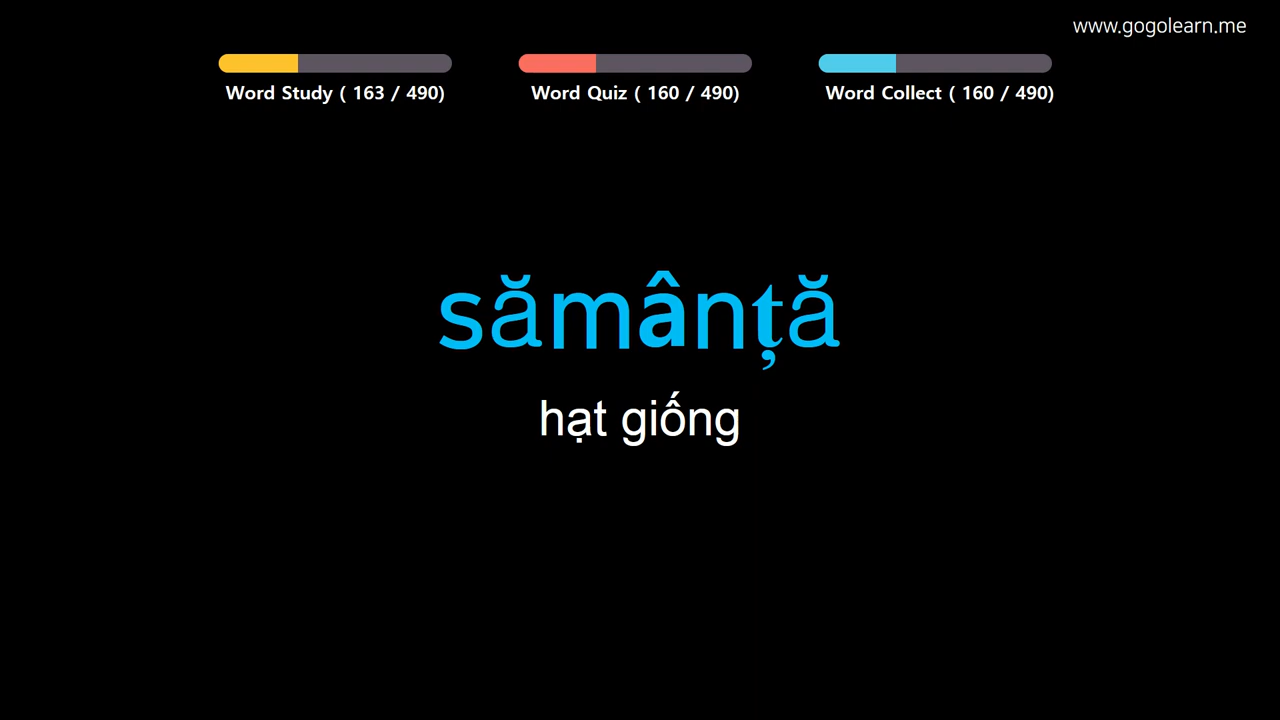 www.gogolearn.me
Word Study ( 163 / 490)
Word Quiz ( 160 / 490)
Word Collect ( 160 / 490)
sămânță
hạt giống